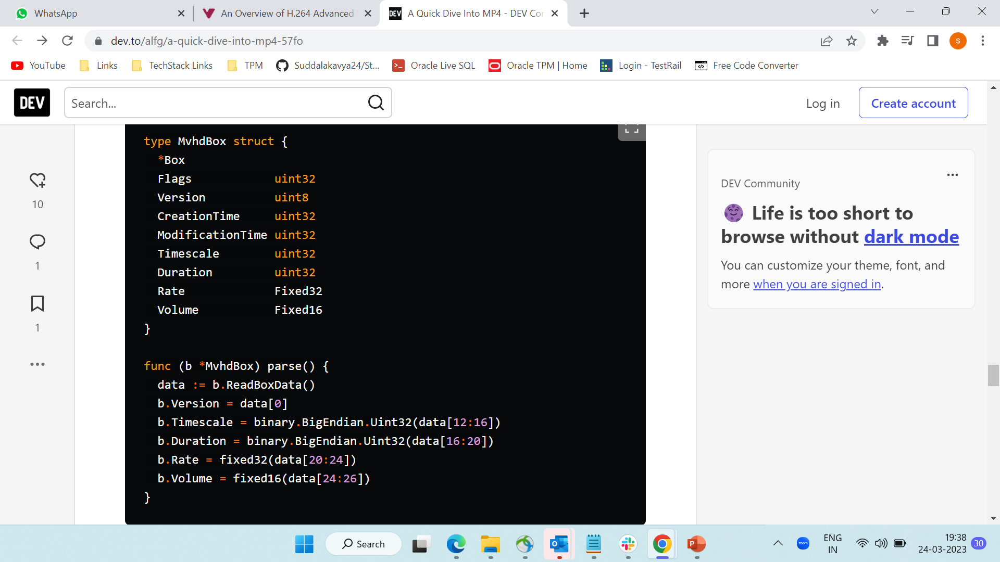 WhatsApp
An Overview of H.264 Advanced
DEV A Quick Dive Into MP4 - DEV Cor
dev.to/alfg/a-quick-dive-into-mp4-57fo
S
YouTube Links TechStack Links TPM Suddalakavya24/St... Oracle Live SQL Oracle TPM | Home Login - TestRail Free Code Converter
DEV Search... Log in Create account
type MvhdBox struct {
*Box
Flags uint32
Version uint8
CreationTime uint32
ModificationTime uint32
Timescale uint32
Duration uint32
Rate Fixed32
Volume Fixed16
}
func (b *MvhdBox) parse() {
data := b.ReadBoxData()
b.Version = data[0]
b.Timescale = binary.BigEndian.Uint32(data[12:16])
b.Duration = binary.BigEndian.Uint32(data[16:20])
b.Rate = fixed32(data[20:24])
b.Volume = fixed16(data[24:26])
}
10
1
1
DEV Community
Life is too short to
browse without dark mode
You can customize your theme, font, and
more when you are signed in.
Search
zoom
ENG
IN
19:38
24-03-2023
30